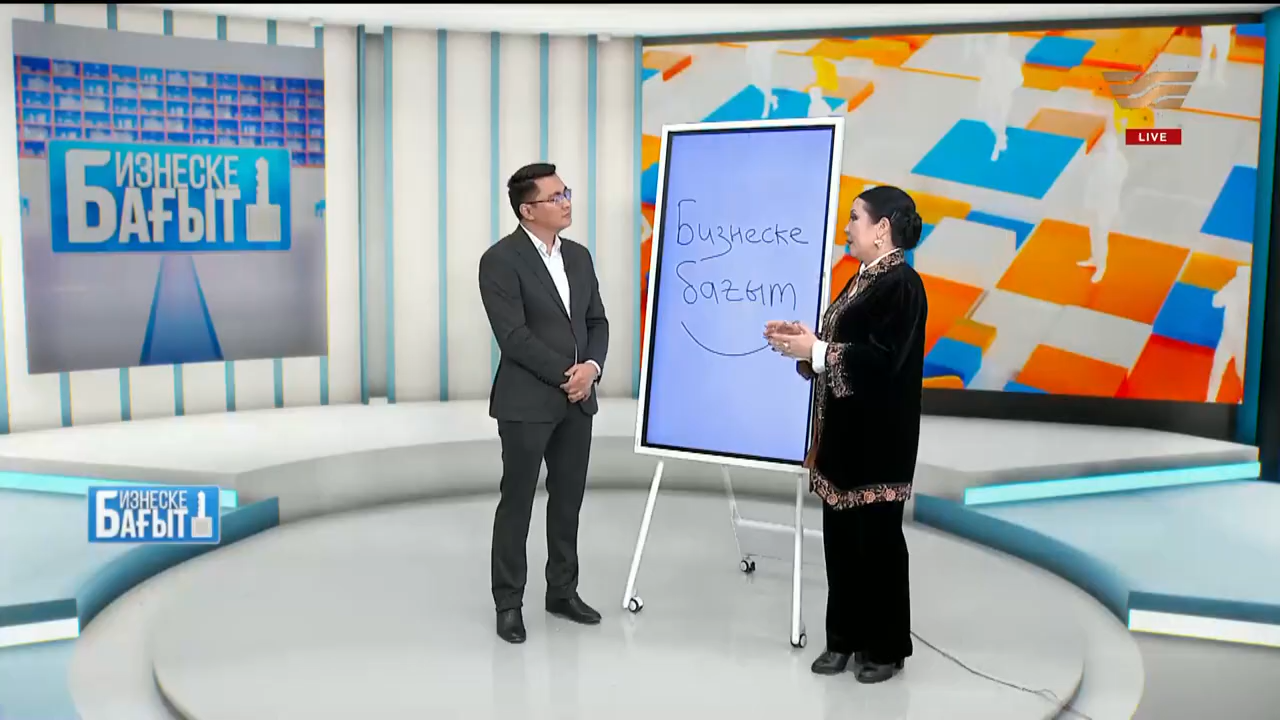 БИЗНЕСКЕ
БАҒЫТ
LIVE
Бизнеске
бағыт
БИЗНЕСКЕ
БАҒЫТ